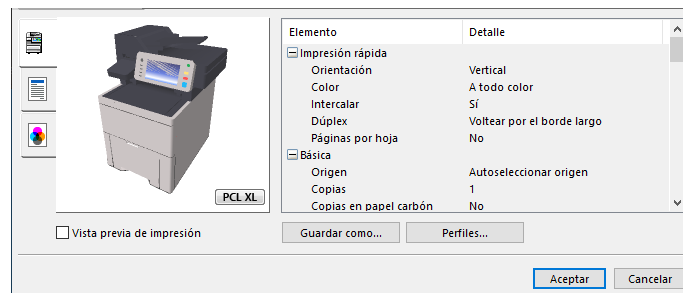 Elemento Detalle
Impresión rápida
Orientación Vertical
Color A todo color
Intercalar Sí
Dúplex Voltear por el borde largo
Páginas por hoja No
Básica
Origen Autoseleccionar origen
Copias 1
Copias en papel carbón No
PCL XL
Vista previa de impresión
Guardar como... Perfiles...
Aceptar Cancelar